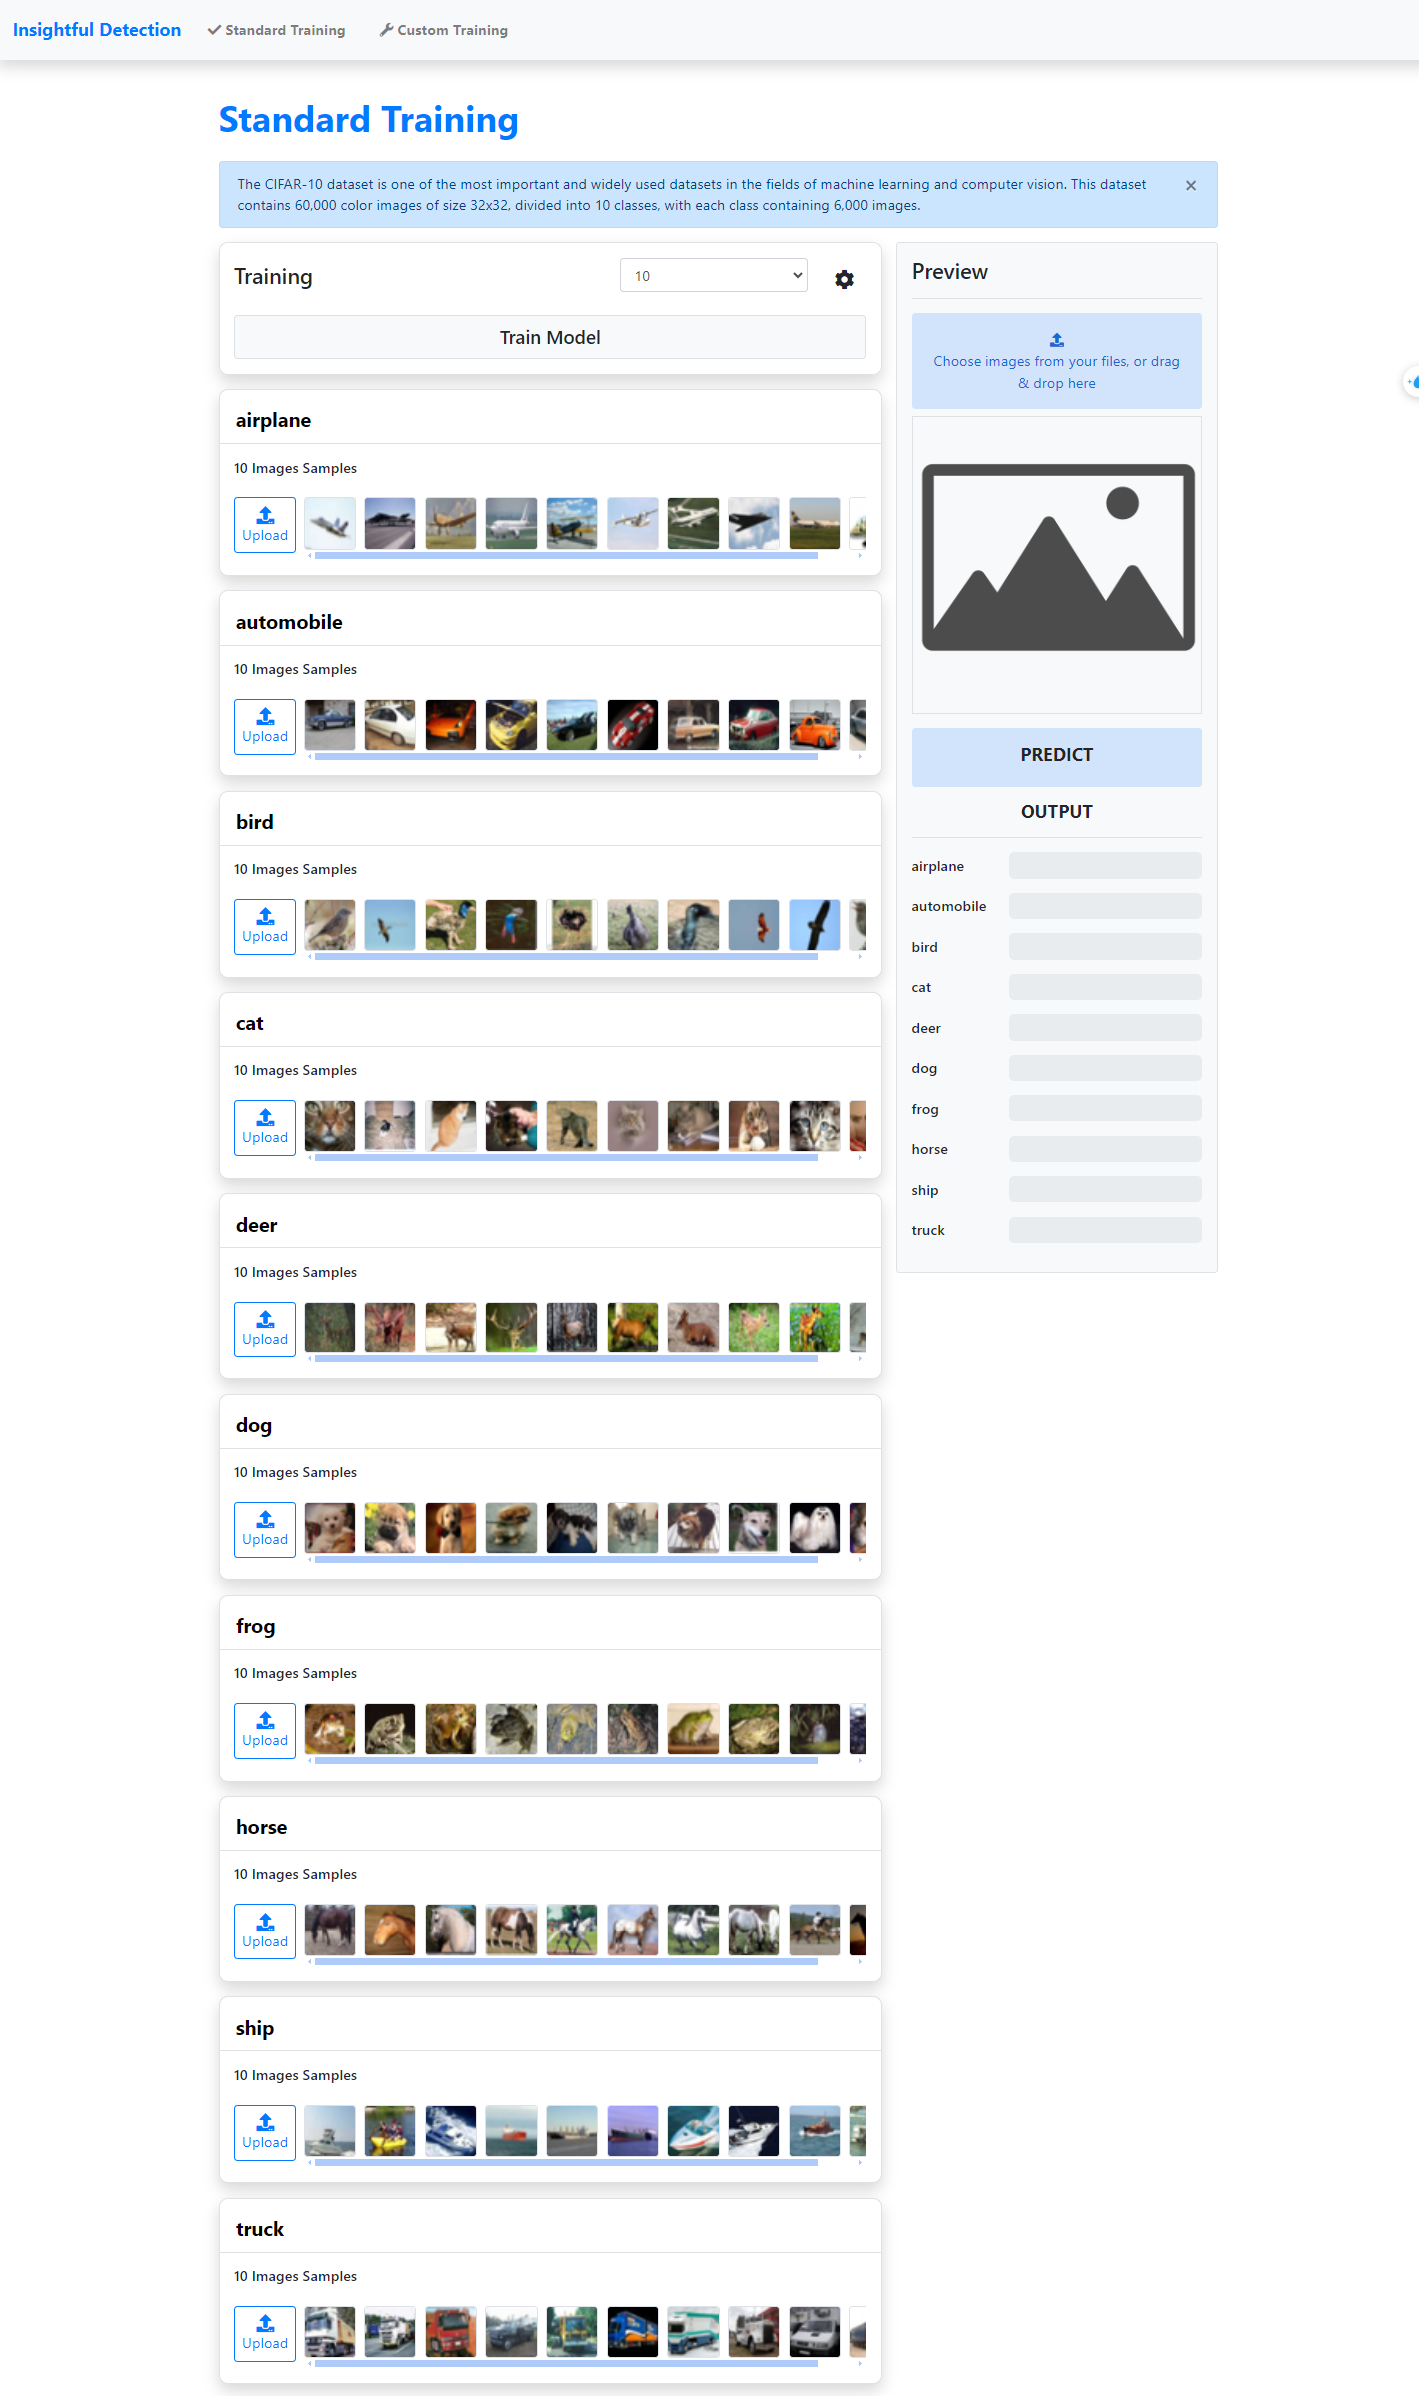 Insightful Detection
Standard Training
Custom Training
Standard Training
The CIFAR-10 dataset is one of the most important and widely used datasets in the fields of machine learning and computer vision. This dataset
contains 60,000 color images of size 32x32, divided into 10 classes, with each class containing 6,000 images.
×
Training
10
Train Model
airplane
10 Images Samples
Upload
automobile
10 Images Samples
Upload
bird
10 Images Samples
Upload
cat
10 Images Samples
Upload
deer
10 Images Samples
Upload
dog
10 Images Samples
Upload
frog
10 Images Samples
Upload
horse
10 Images Samples
Upload
ship
10 Images Samples
Upload
truck
10 Images Samples
Upload
Preview
Choose images from your files, or drag
& drop here
PREDICT
OUTPUT
airplane
automobile
bird
cat
deer
dog
frog
horse
ship
truck